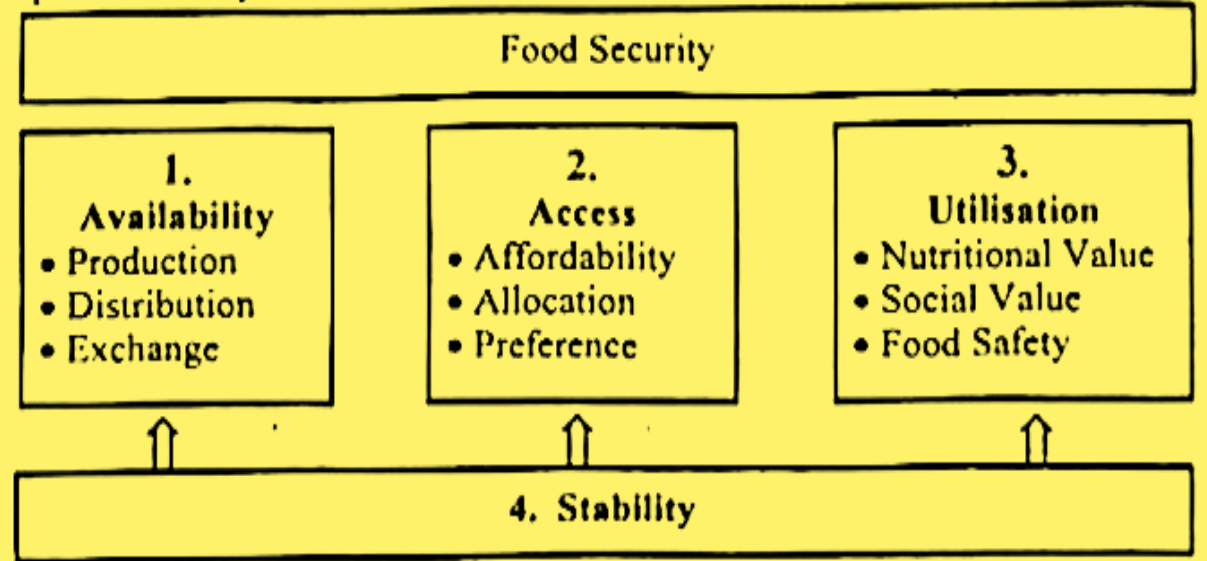 Food Security
1.
Availability
• Production
• Distribution
• Exchange
2.
Access
• Affordability
• Allocation
• Preference
3.
Utilisation
• Nutritional Value
• Social Value
• Food Safety
4. Stability